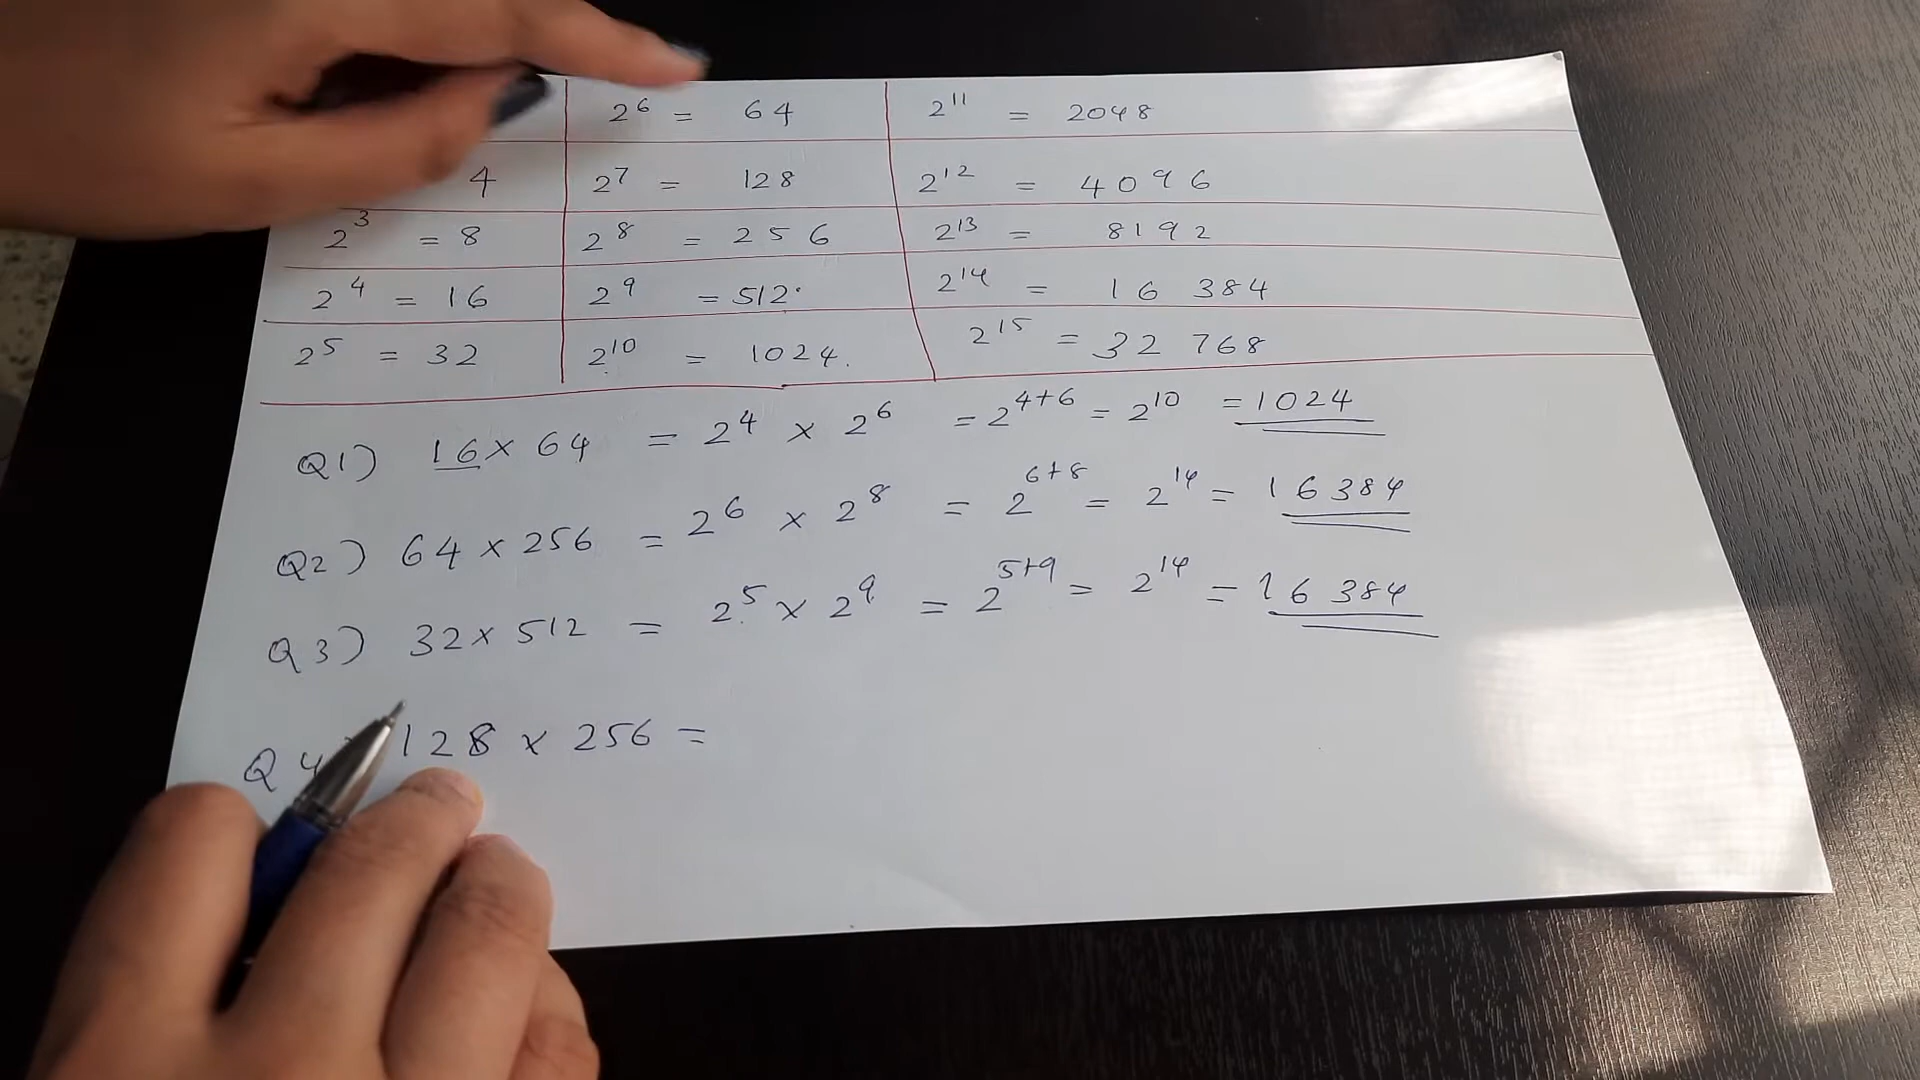 2⁶ = 64 2¹¹ = 2048
4 2⁷ = 128 2¹² = 4096
2³ = 8 2⁸ = 256 2¹³ = 8192
2⁴ = 16 2⁹ = 512 2¹⁴ = 16 384
2⁵ = 32 2¹⁰ = 1024. 2¹⁵ = 32 768
Q1) 16 × 64 = 2⁴ × 2⁶ = 2⁴⁺⁶ = 2¹⁰ = 1024
Q2) 64 × 256 = 2⁶ × 2⁸ = 2⁶⁺⁸ = 2¹⁴ = 16384
Q3) 32 × 512 = 2⁵ × 2⁹ = 2⁵⁺⁹ = 2¹⁴ = 16 384
Q4) 128 × 256 =